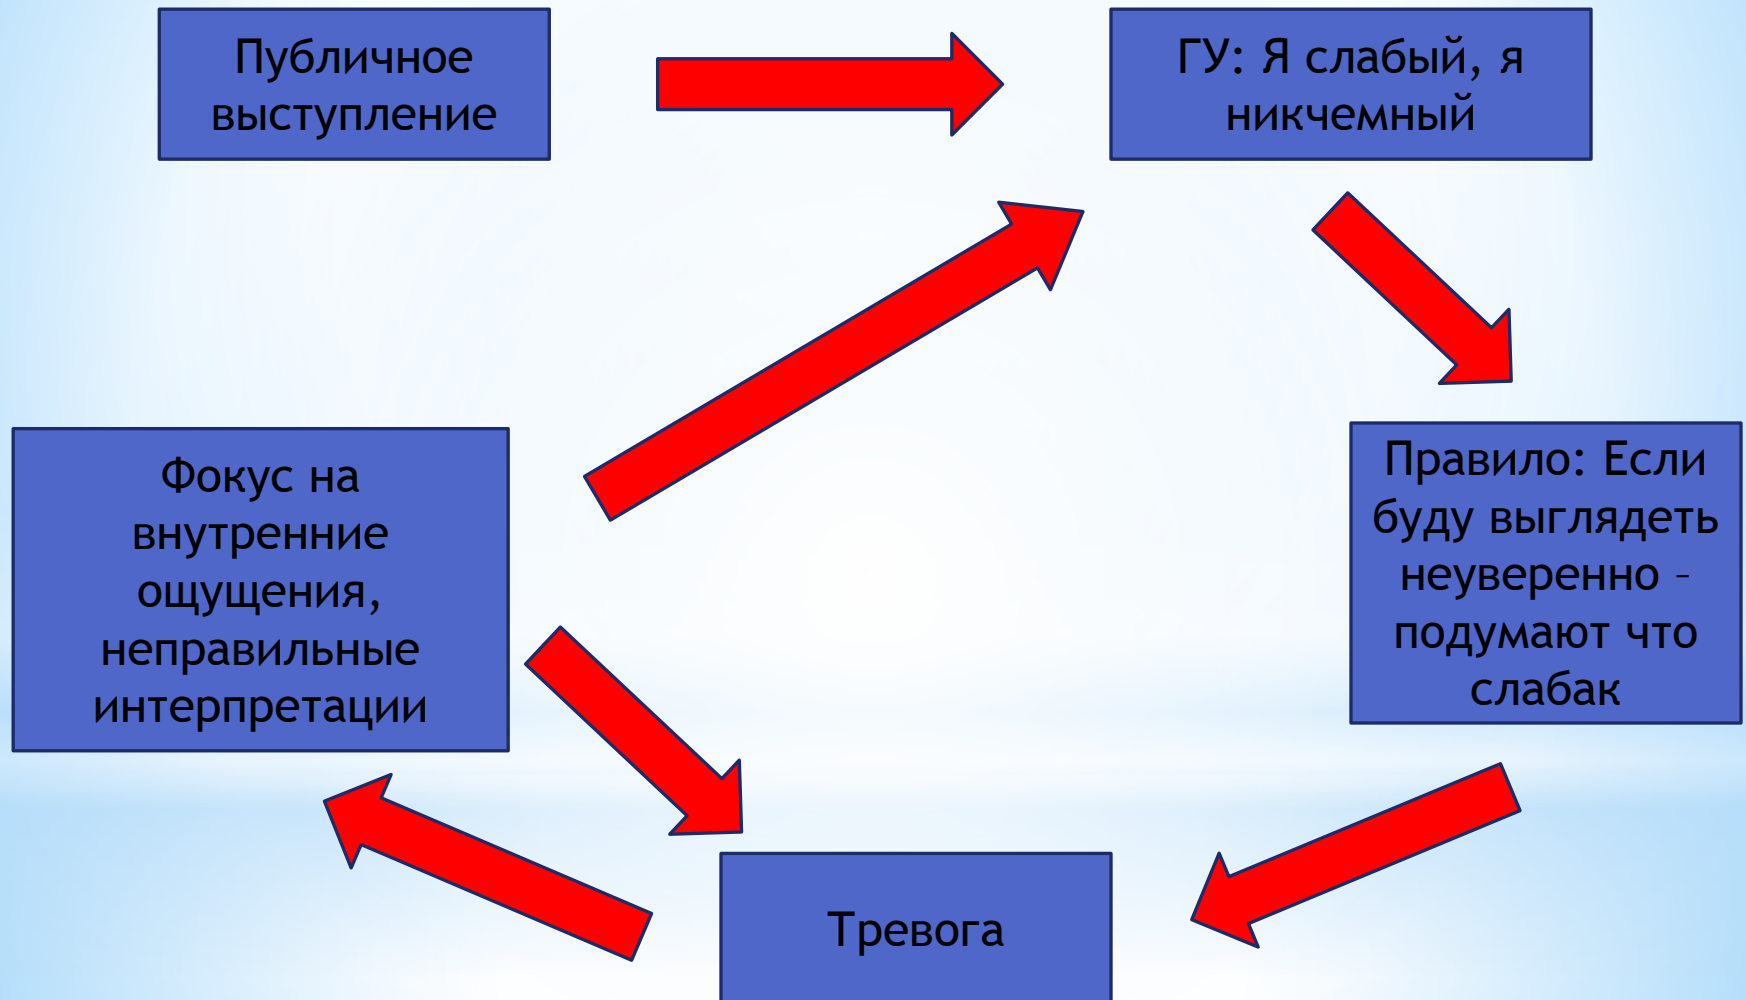 Публичное
выступление
ГУ: Я слабый, я
никчемный
Фокус на
внутренние
ощущения,
неправильные
интерпретации
Правило: Если
буду выглядеть
неуверенно –
подумают что
слабак
Тревога